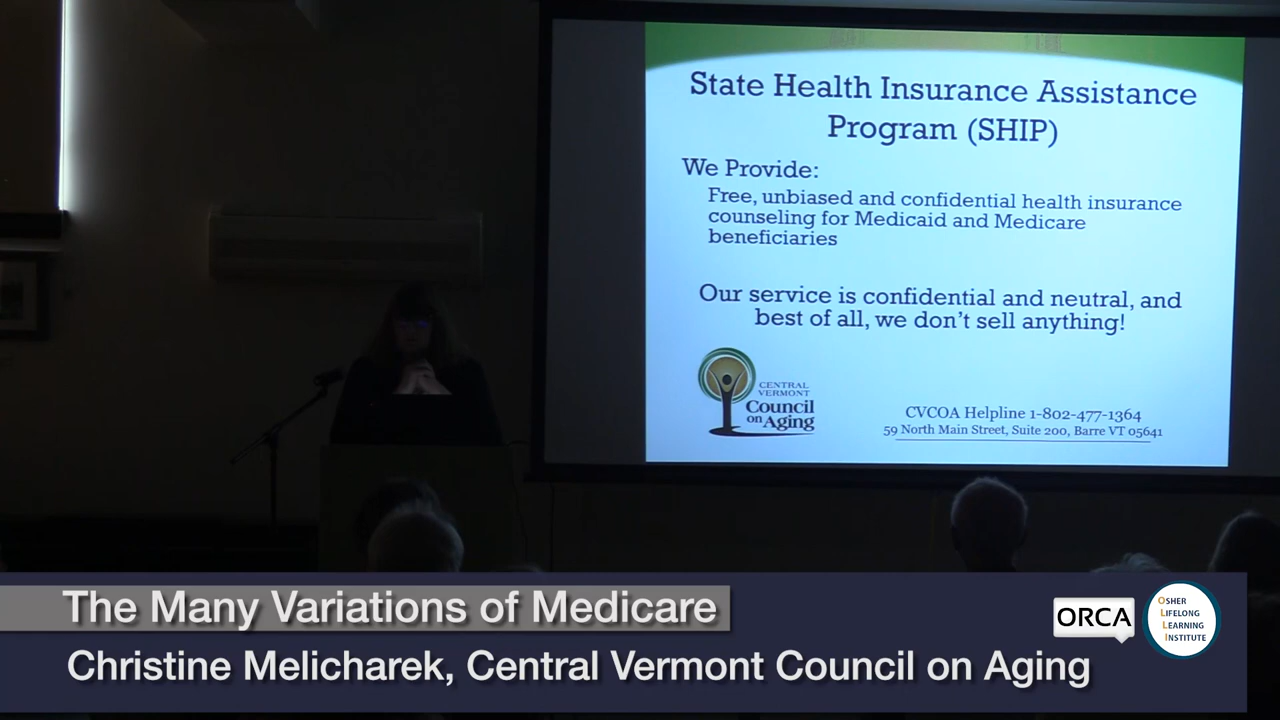 State Health Insurance Assistance
Program (SHIP)
We Provide:
Free, unbiased and confidential health insurance
counseling for Medicaid and Medicare
beneficiaries
Our service is confidential and neutral, and
best of all, we don't sell anything!
CENTRAL
VERMONT
Council
on Aging
CVCOA Helpline 1-802-477-1364
59 North Main Street, Suite 200, Barre VT 05641
The Many Variations of Medicare
Christine Melicharek, Central Vermont Council on Aging
ORCA
OSHER
LIFELONG
LEARNING
INSTITUTE